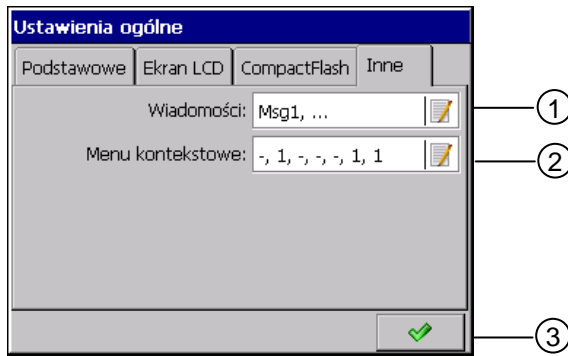 Ustawienia ogólne
Podstawowe Ekran LCD CompactFlash Inne
Wiadomości: Msg1, ... 1
Menu kontekstowe: -, 1, -, -, -, 1, 1 2
3